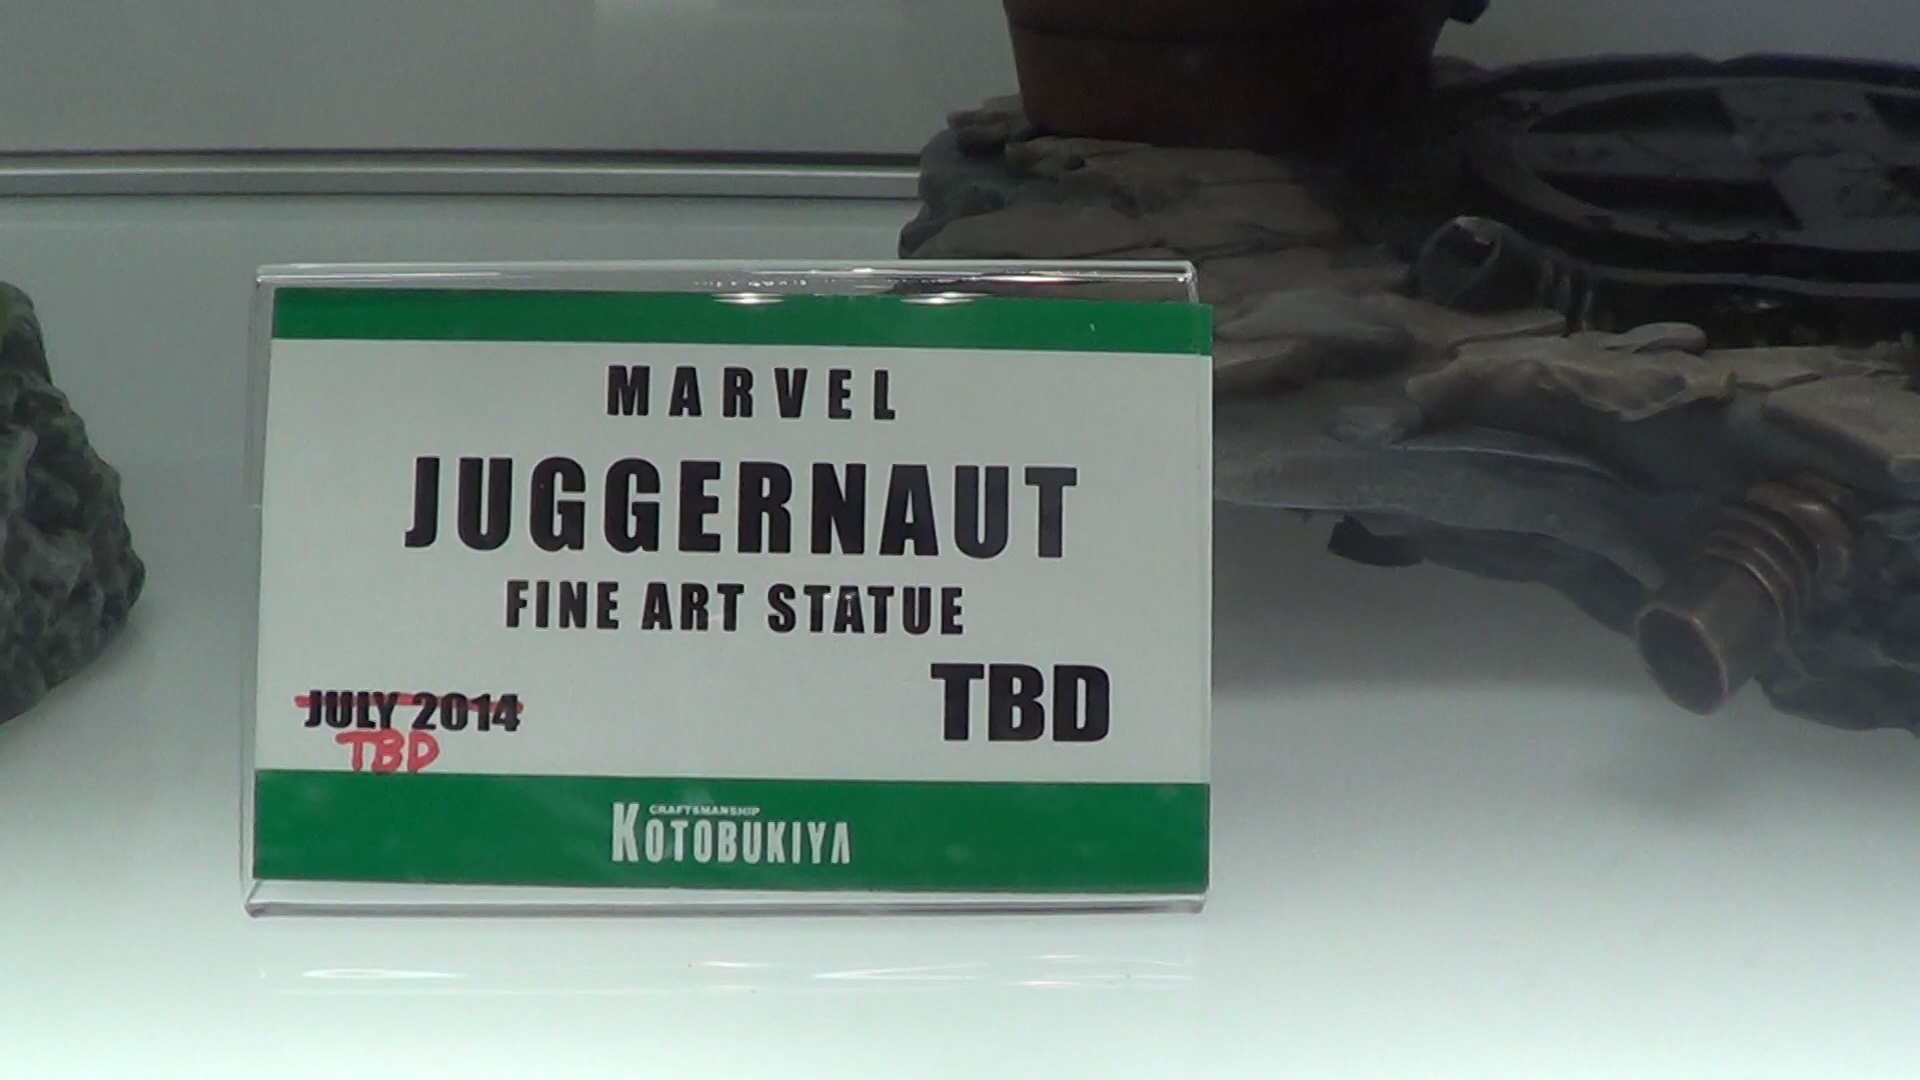 MARVEL
JUGGERNAUT
FINE ART STATUE
TBD
JULY 2014
TBD
CRAFTSMANSHIP
KOTOBUKIYA